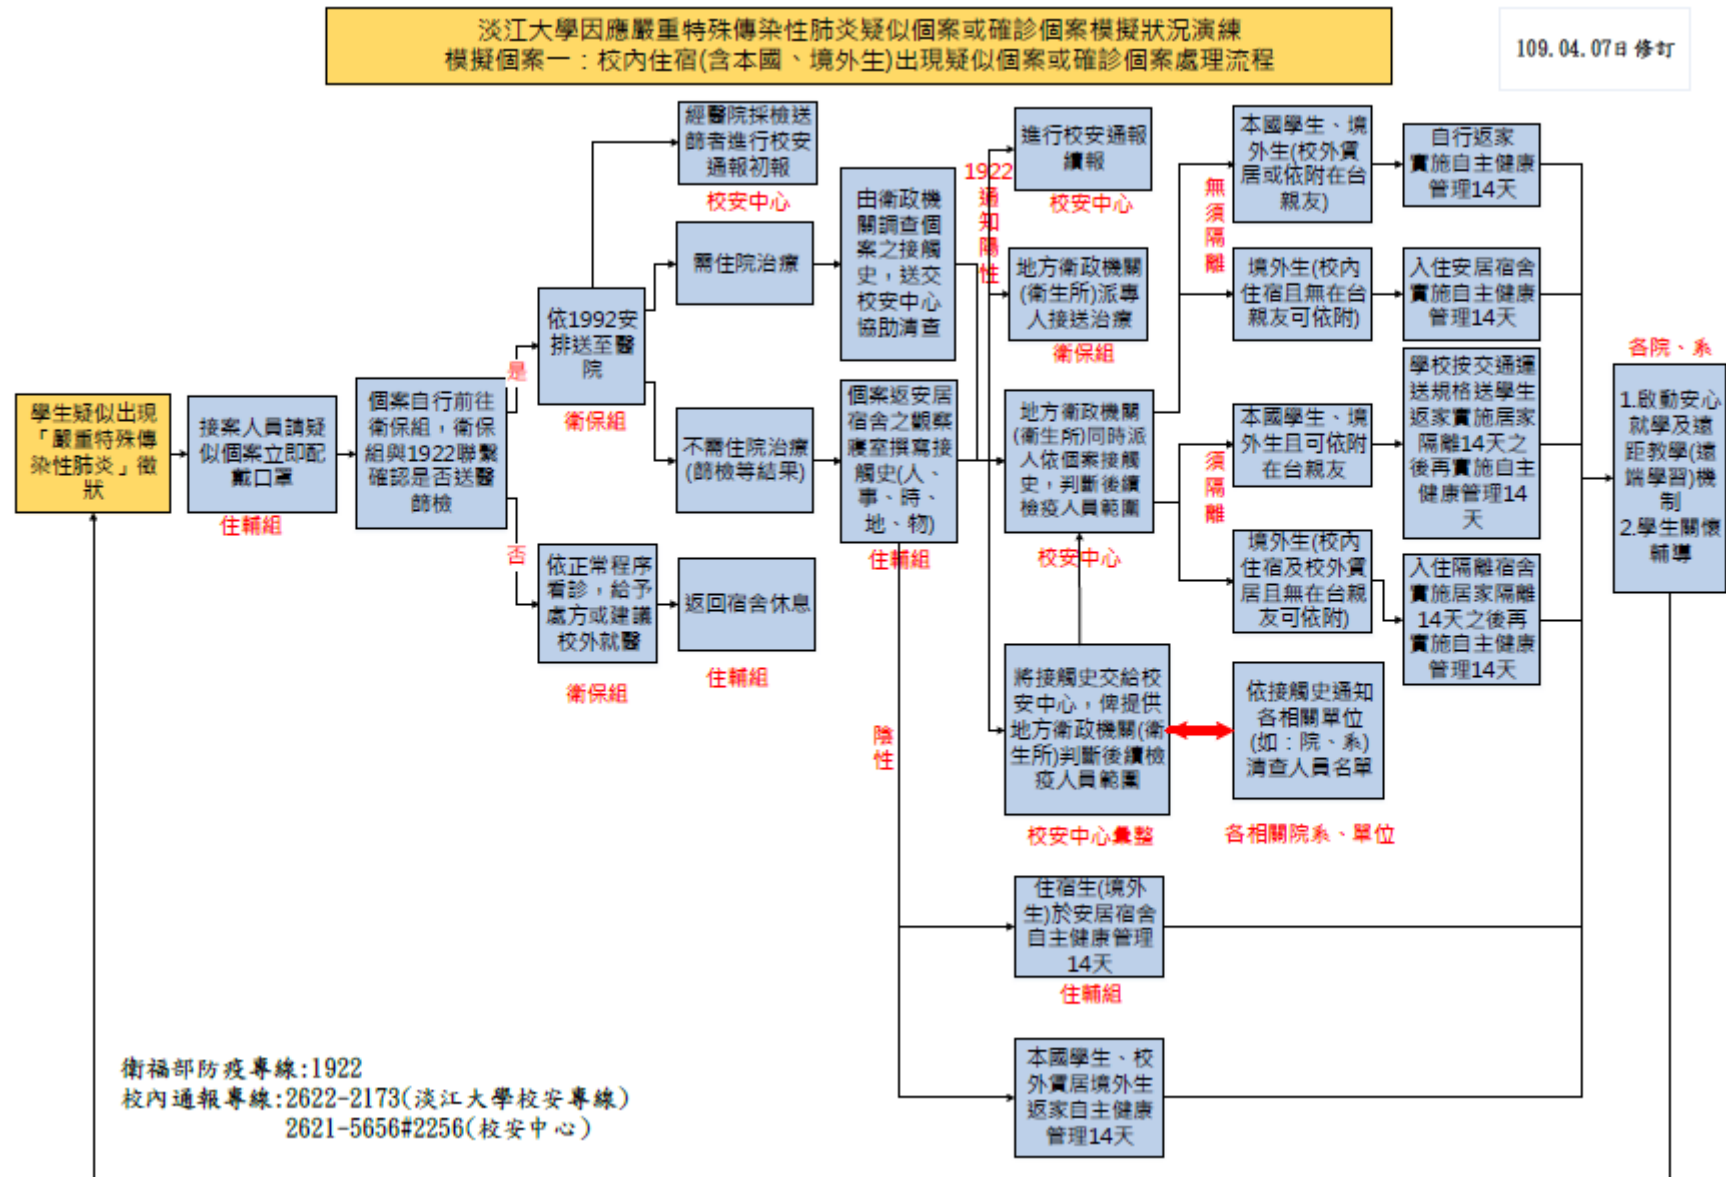 淡江大學因應嚴重特殊傳染性肺炎疑似個案或確診個案模擬狀況演練
模擬個案一：校內住宿(含本國、境外生)出現疑似個案或確診個案處理流程
109.04.07日修訂
學生疑似出現
「嚴重特殊傳
染性肺炎」徵
狀
接案人員請疑
似個案立即配
戴口罩
住輔組
個案自行前往
衛保組，衛保
組與1922聯繫
確認是否送醫
篩檢
是
否
依1992安
排送至醫
院
衛保組
依正常程序
看診，給予
處方或建議
校外就醫
衛保組
經醫院採檢送
篩者進行校安
通報初報
校安中心
需住院治療
不需住院治療
(篩檢等結果)
返回宿舍休息
住輔組
由衛政機
關調查個
案之接觸
史，送交
校安中心
協助清查
個案返安居
宿舍之觀察
寢室撰寫接
觸史(人、
事、時、
地、物)
住輔組
1922
通
知
陽
性
陰
性
進行校安通報
續報
校安中心
地方衛政機關
(衛生所)派專
人接送治療
衛保組
地方衛政機關
(衛生所)同時派
人依個案接觸
史，判斷後續
檢疫人員範圍
校安中心
將接觸史交給校
安中心，俾提供
地方衛政機關(衛
生所)判斷後續檢
疫人員範圍
校安中心彙整
住宿生(境外
生)於安居宿舍
自主健康管理
14天
住輔組
本國學生、校
外賃居境外生
返家自主健康
管理14天
無
須
隔
離
須
隔
離
本國學生、境
外生(校外賃
居或依附在台
親友)
境外生(校內
住宿且無在台
親友可依附)
本國學生、境
外生且可依附
在台親友
境外生(校內
住宿及校外賃
居且無在台親
友可依附)
依接觸史通知
各相關單位
(如：院、系)
清查人員名單
各相關院系、單位
自行返家
實施自主健康
管理14天
入住安居宿舍
實施自主健康
管理14天
學校按交通運
送規格送學生
返家實施居家
隔離14天之
後再實施自主
健康管理14
天
入住隔離宿舍
實施居家隔離
14天之後再
實施自主健康
管理14天
各院、系
1.啟動安心
就學及遠
距教學(遠
端學習)機
制
2.學生關懷
輔導
衛福部防疫專線:1922
校內通報專線:2622-2173(淡江大學校安專線)
2621-5656#2256(校安中心)